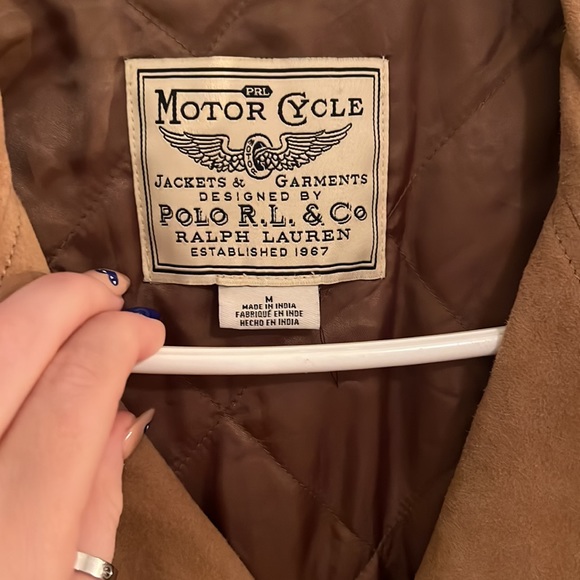 PRL
MOTOR CYCLE
JACKETS & GARMENTS
DESIGNED BY
POLO R.L. & Co
RALPH LAUREN
ESTABLISHED 1967
M
MADE IN INDIA
FABRIQUÉ EN INDE
HECHO EN INDIA